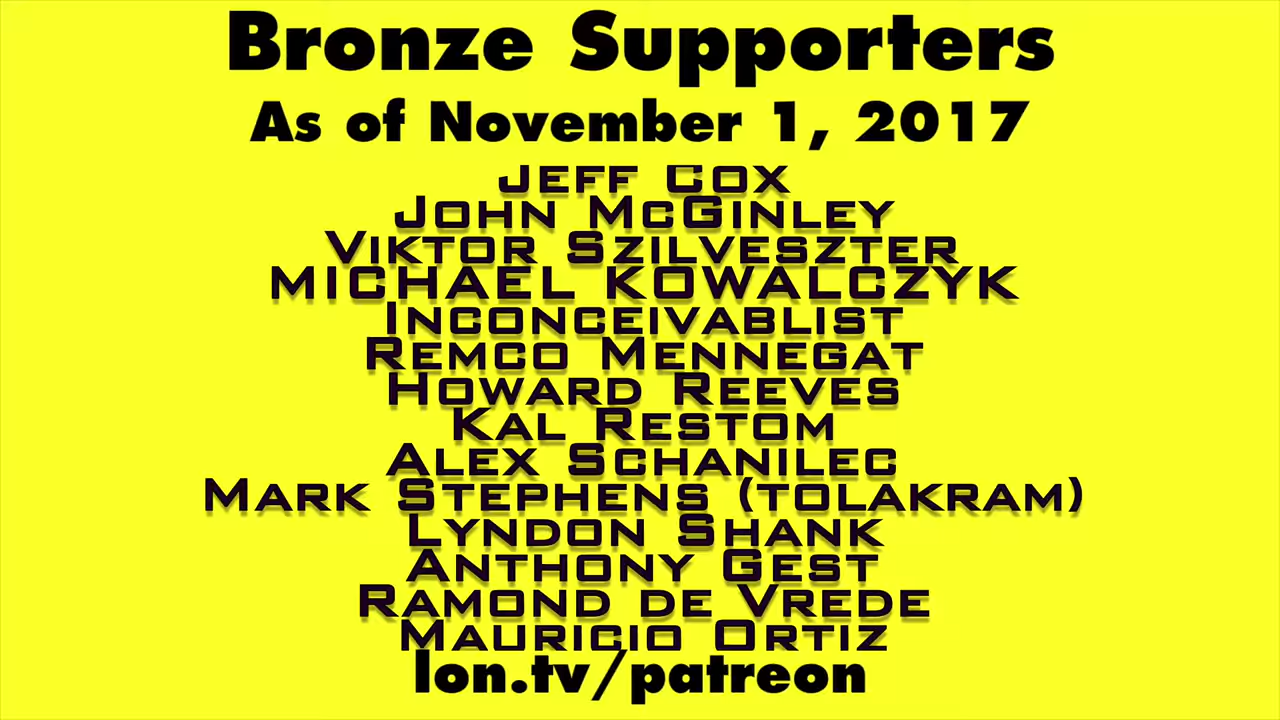 Bronze Supporters
As of November 1, 2017
Jeff Cox
John McGinley
Viktor Szilveszter
MICHAEL KOWALCZYK
Inconceivablist
Remco Mennegat
Howard Reeves
Kal Restom
Alex Schanilec
Mark Stephens (tolakram)
Lyndon Shank
Anthony Gest
Ramond de Vrede
Mauricio Ortiz
lon.tv/patreon